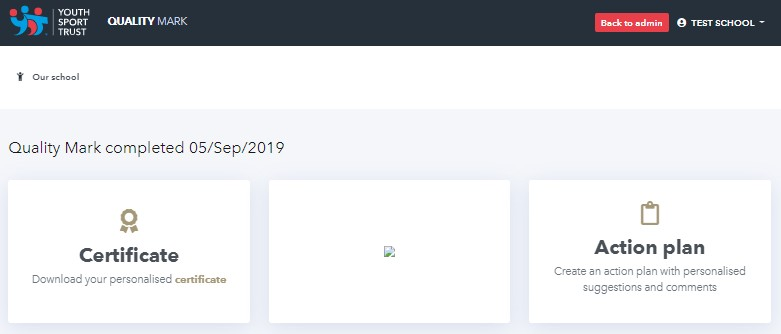 YOUTH
SPORT
TRUST
QUALITY MARK
Back to admin
TEST SCHOOL
Our school
Quality Mark completed 05/Sep/2019
Certificate
Download your personalised certificate
Action plan
Create an action plan with personalised
suggestions and comments